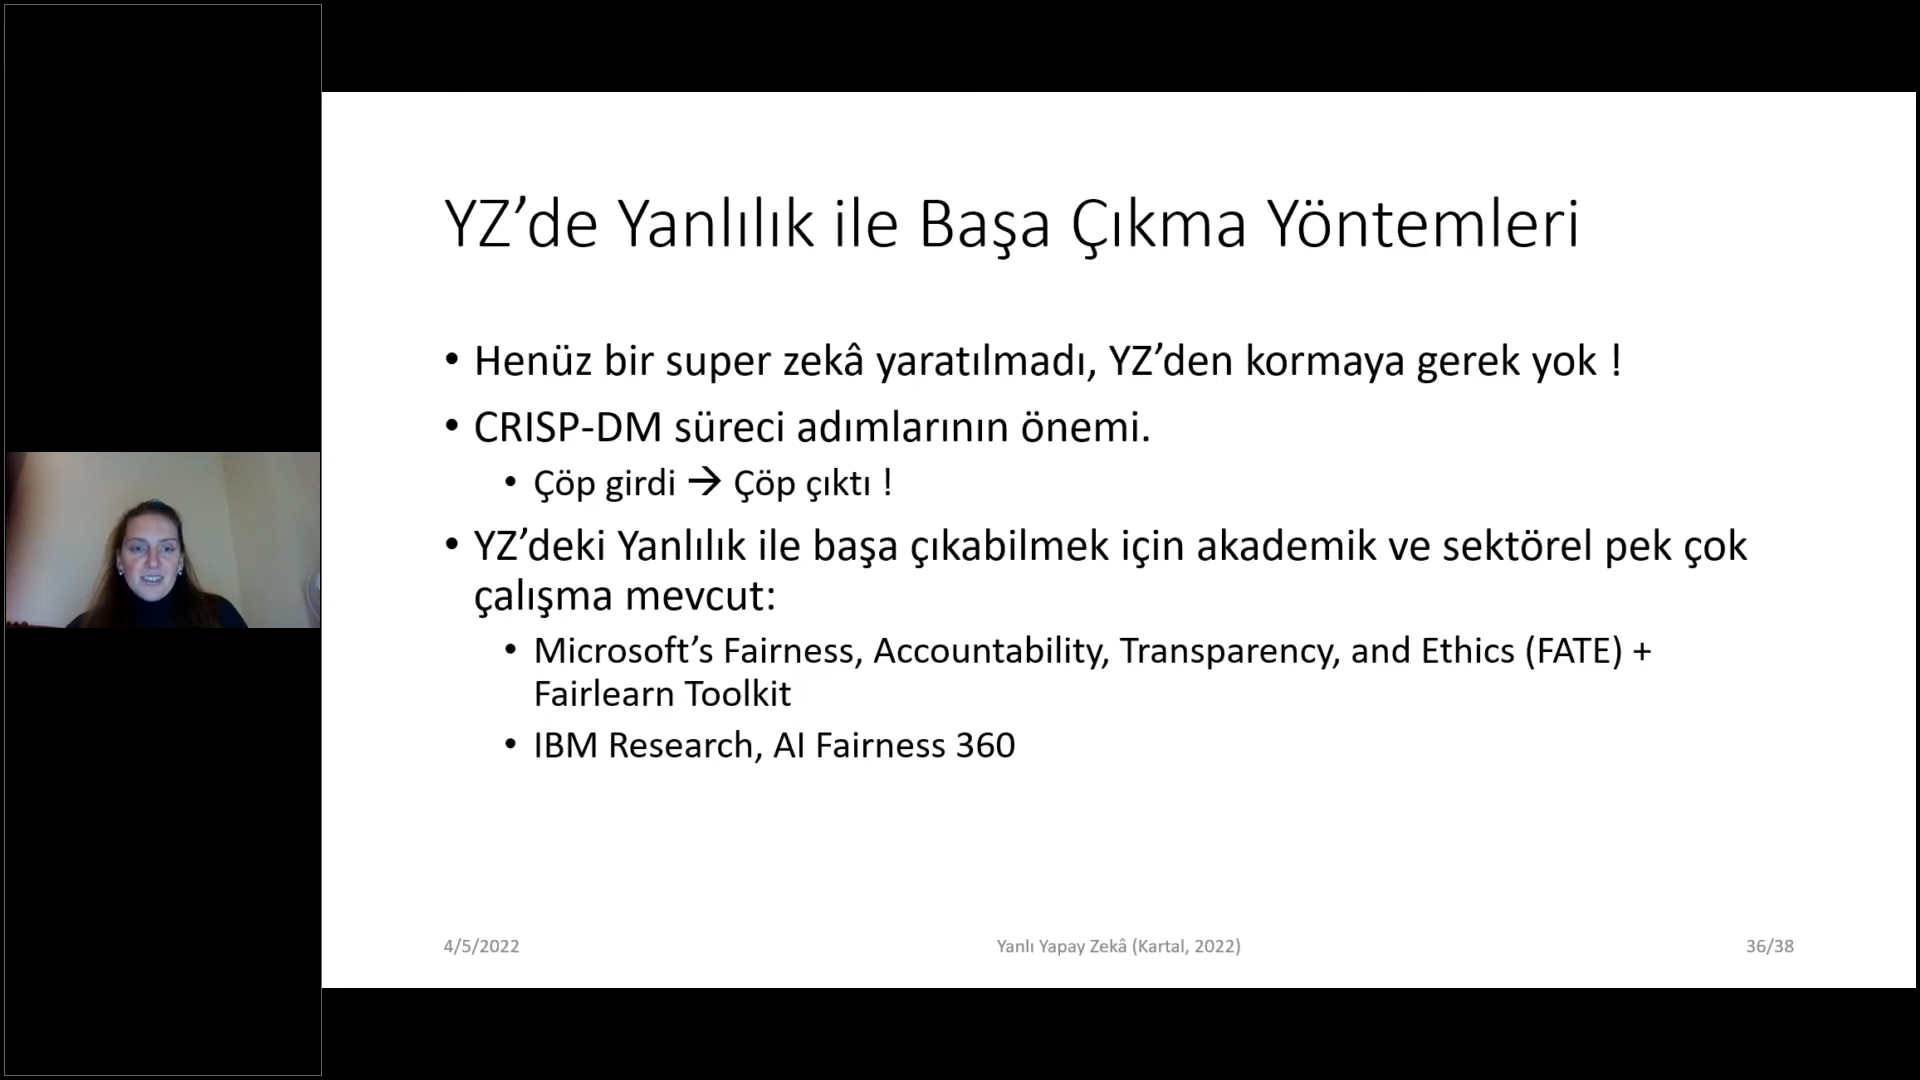 YZ’de Yanlılık ile Başa Çıkma Yöntemleri
• Henüz bir super zekâ yaratılmadı, YZ’den kormaya gerek yok !
• CRISP-DM süreci adımlarının önemi.
• Çöp girdi → Çöp çıktı !
• YZ’deki Yanlılık ile başa çıkabilmek için akademik ve sektörel pek çok
çalışma mevcut:
• Microsoft’s Fairness, Accountability, Transparency, and Ethics (FATE) +
Fairlearn Toolkit
• IBM Research, AI Fairness 360
4/5/2022
Yanlı Yapay Zekâ (Kartal, 2022)
36/38